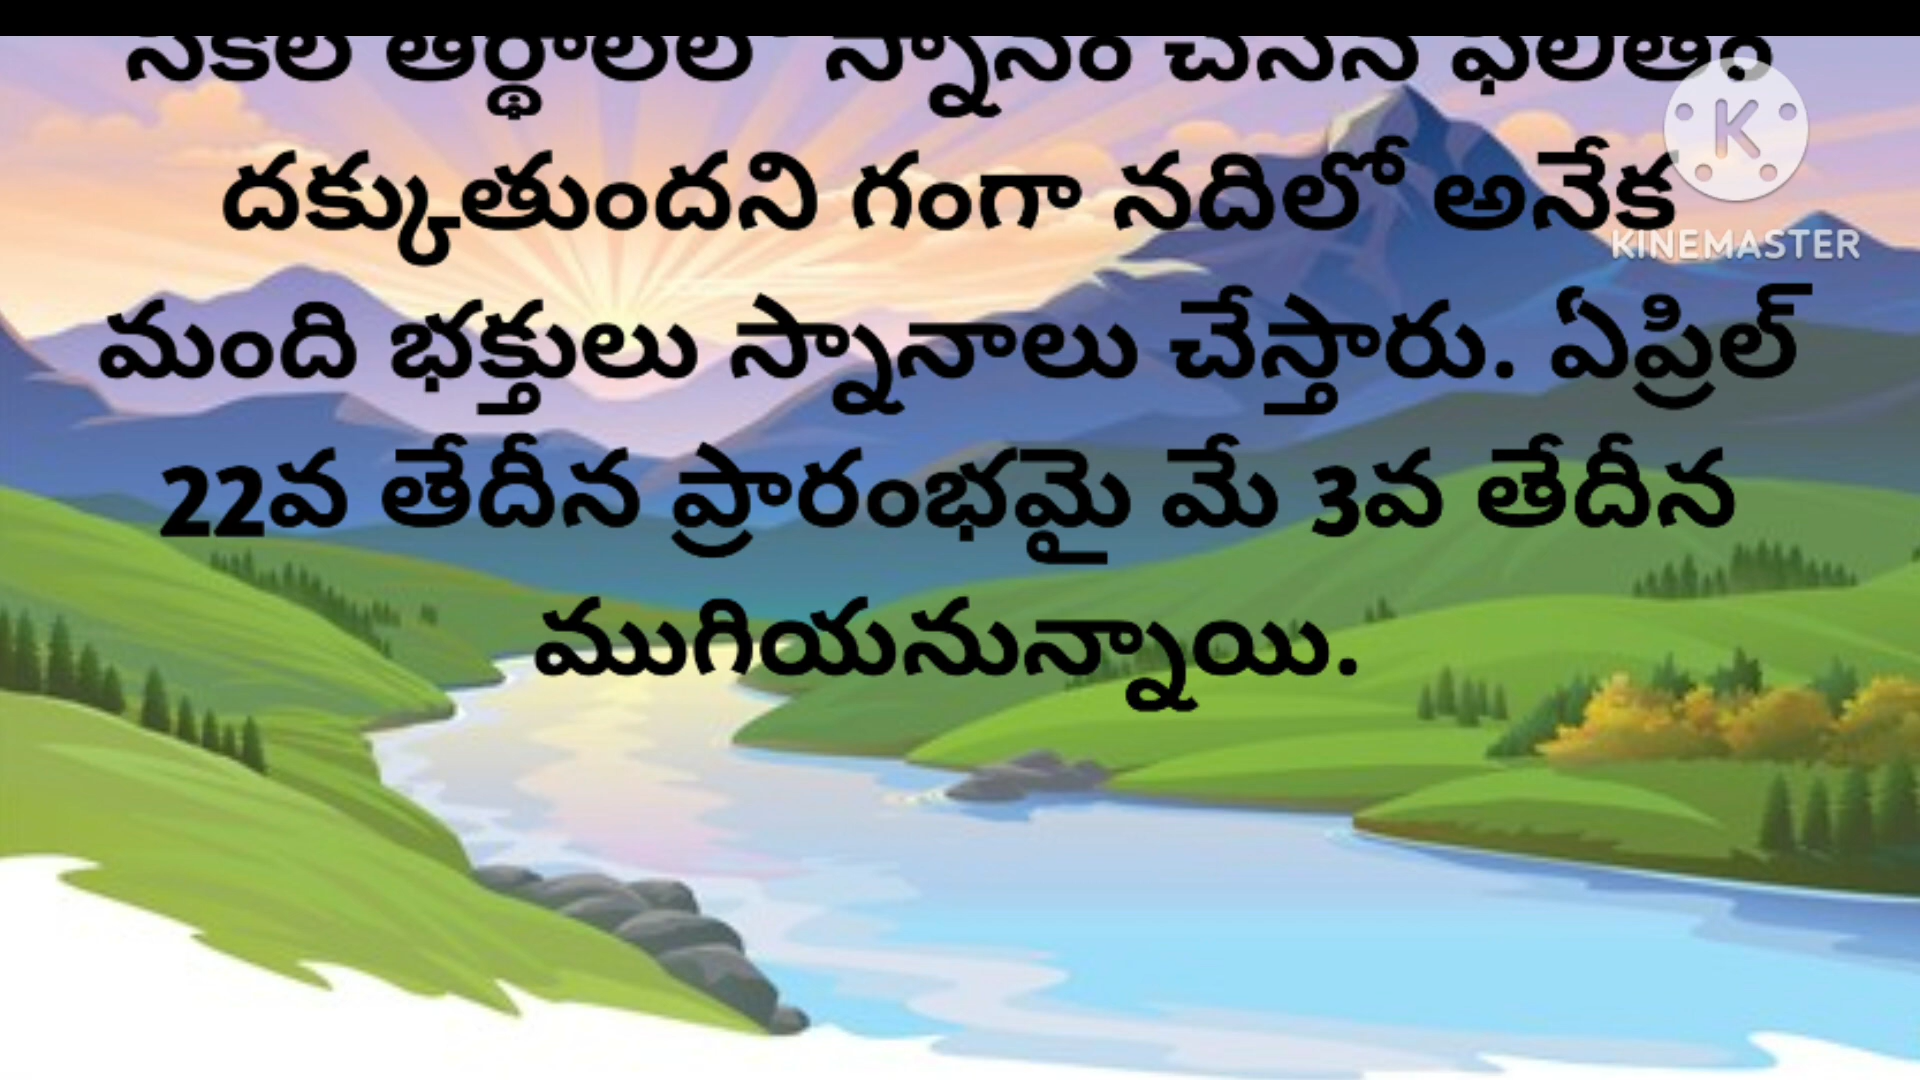 సకల తీర్థాలలో స్నానం చేసిన ఫలితం
దక్కుతుందని గంగా నదిలో అనేక
మంది భక్తులు స్నానాలు చేస్తారు. ఏప్రిల్
22వ తేదీన ప్రారంభమై మే 3వ తేదీన
ముగియనున్నాయి.
K
KINEMASTER